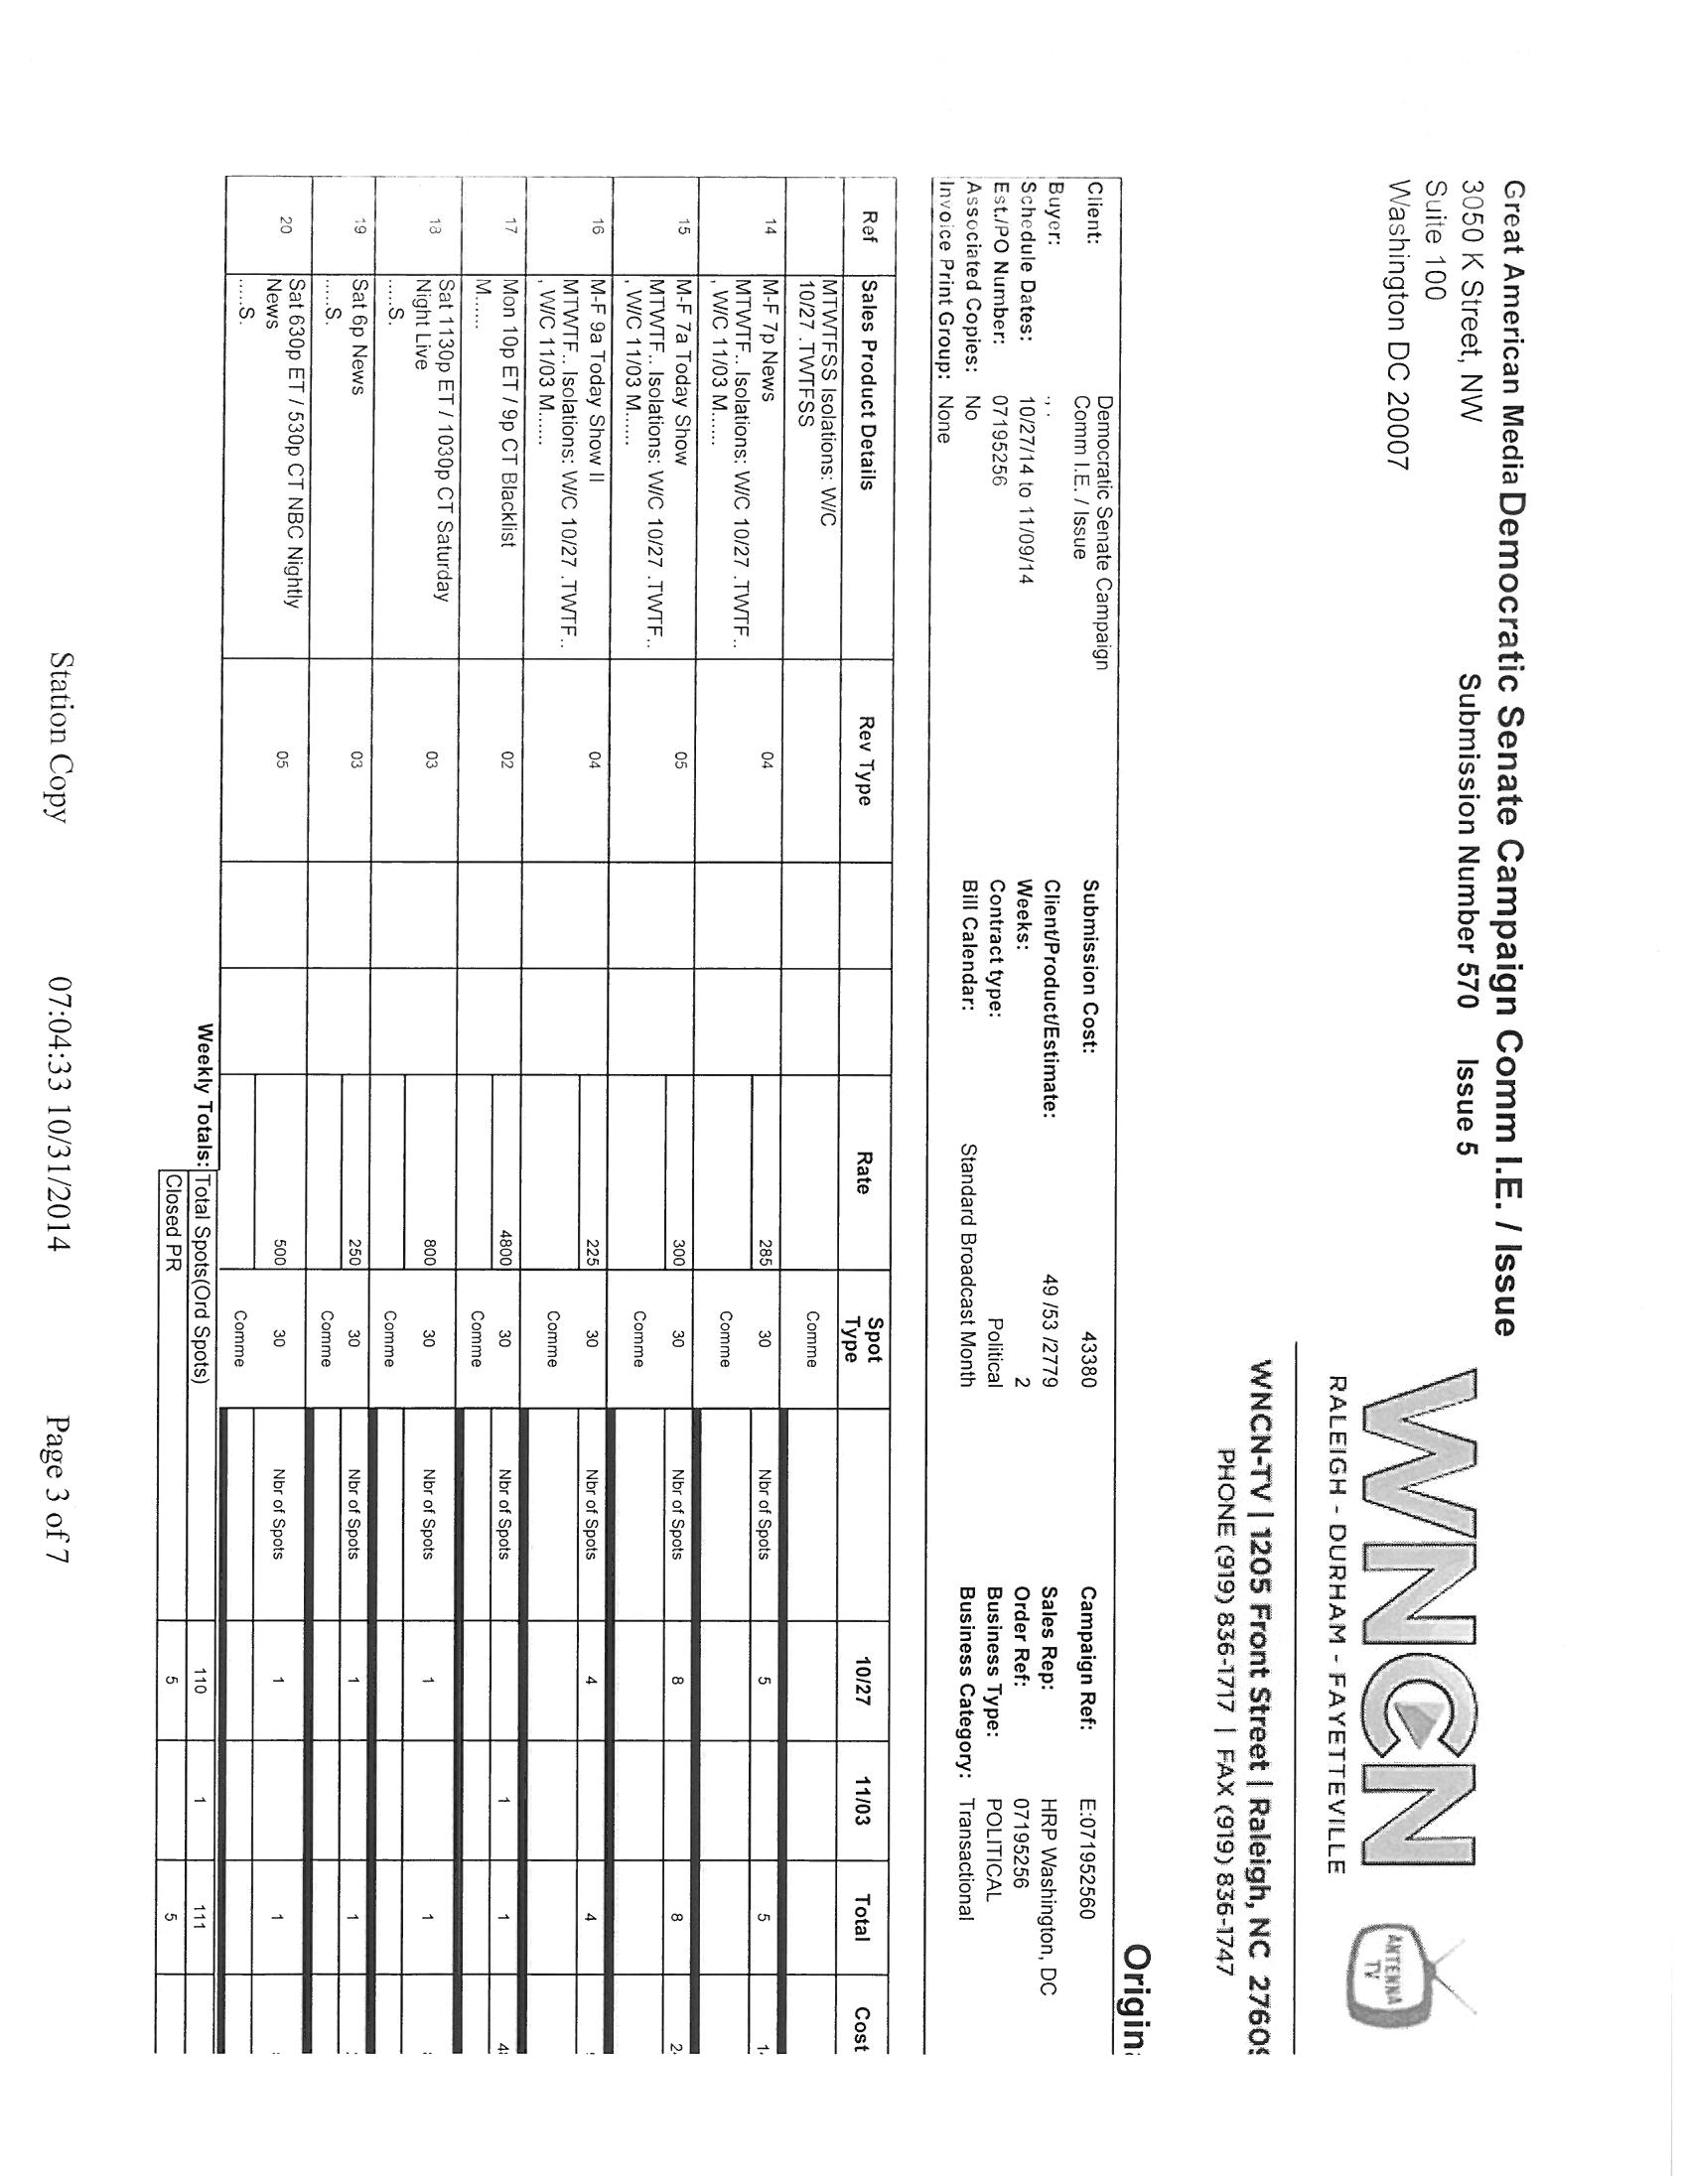 Great American Media Democratic Senate Campaign Comm I.E. / Issue
3050 K Street, NW
Suite 100
Washington DC 20007
Submission Number 570 Issue 5
WNCN
RALEIGH - DURHAM - FAYETTEVILLE
ANTENNA
TV
WNCN-TV | 1205 Front Street | Raleigh, NC 2760
PHONE (919) 836-1717 | FAX (919) 836-1747
Origin
Client: Democratic Senate Campaign
Comm I.E. / Issue
Buyer: , .
Schedule Dates: 10/27/14 to 11/09/14
Est./PO Number: 07195256
Associated Copies: No
Invoice Print Group: None
Submission Cost: 43380
Client/Product/Estimate: 49 /53 /2779
Weeks: 2
Contract type: Political
Bill Calendar: Standard Broadcast Month
Campaign Ref: E:071952560
Sales Rep: HRP Washington, DC
Order Ref: 07195256
Business Type: POLITICAL
Business Category: Transactional
Ref Sales Product Details Rev Type Rate Spot Type 10/27 11/03 Total Cost
MTWTFSS Isolations: W/C Comme
10/27 .TWTFSS
14 M-F 7p News 04 285 30 Nbr of Spots 5 5 1
MTWTF.. Isolations: W/C 10/27 .TWTF.. Comme
, W/C 11/03 M......
15 M-F 7a Today Show 05 300 30 Nbr of Spots 8 8 2
MTWTF.. Isolations: W/C 10/27 .TWTF.. Comme
, W/C 11/03 M......
16 M-F 9a Today Show II 04 225 30 Nbr of Spots 4 4
MTWTF.. Isolations: W/C 10/27 .TWTF.. Comme
, W/C 11/03 M......
17 Mon 10p ET / 9p CT Blacklist 02 4800 30 Nbr of Spots 1 1 4
M...... Comme
18 Sat 1130p ET / 1030p CT Saturday 03 800 30 Nbr of Spots 1 1
Night Live Comme
.....S.
19 Sat 6p News 03 250 30 Nbr of Spots 1 1
.....S. Comme
20 Sat 630p ET / 530p CT NBC Nightly 05 500 30 Nbr of Spots 1 1
News Comme
.....S.
Weekly Totals: Total Spots(Ord Spots) 110 1 111
Closed PR 5 5
Station Copy 07:04:33 10/31/2014 Page 3 of 7